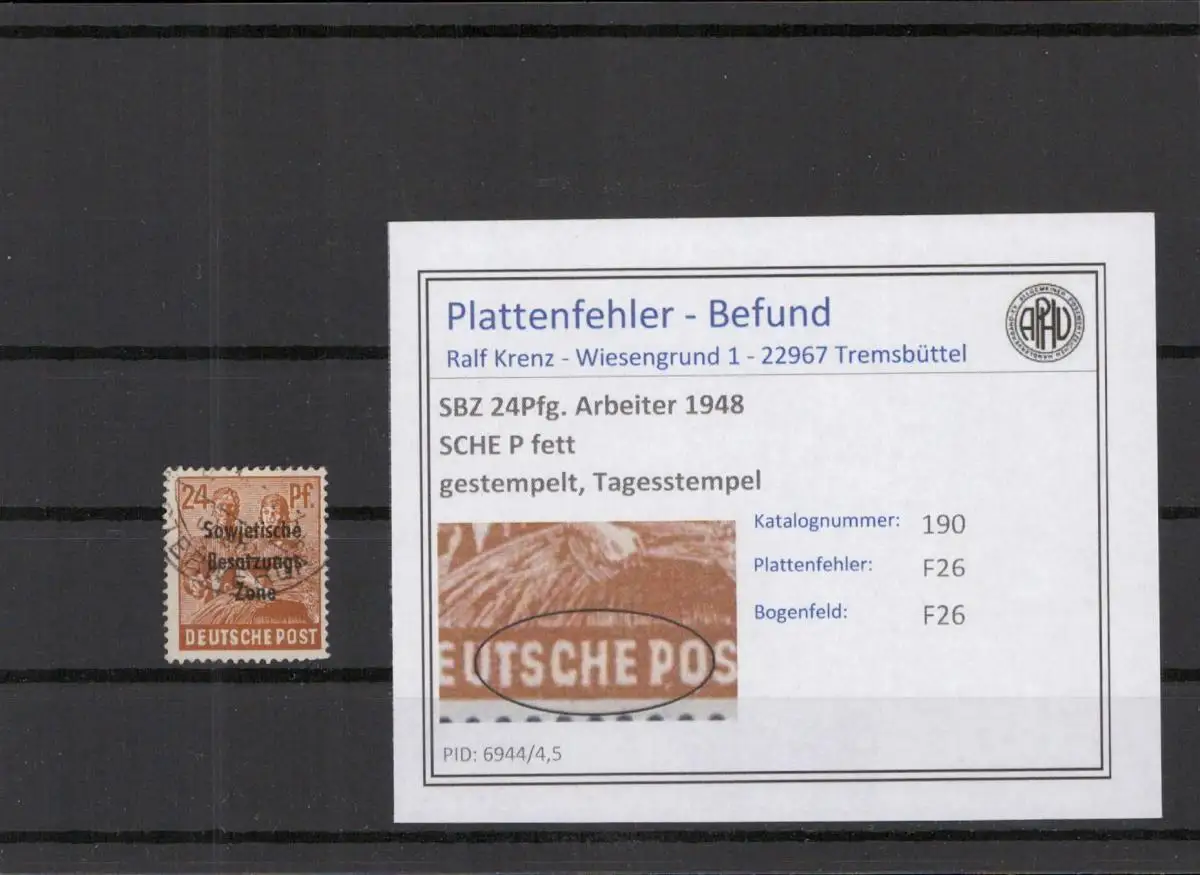 24 Pf.
Sowjetische
Besatzungs-
Zone
DEUTSCHE POST
Plattenfehler - Befund
Ralf Krenz - Wiesengrund 1 - 22967 Tremsbüttel
APHV
SBZ 24Pfg. Arbeiter 1948
SCHE P fett
gestempelt, Tagesstempel
Katalognummer: 190
Plattenfehler: F26
Bogenfeld: F26
EUTSCHE POS
PID: 6944/4,5